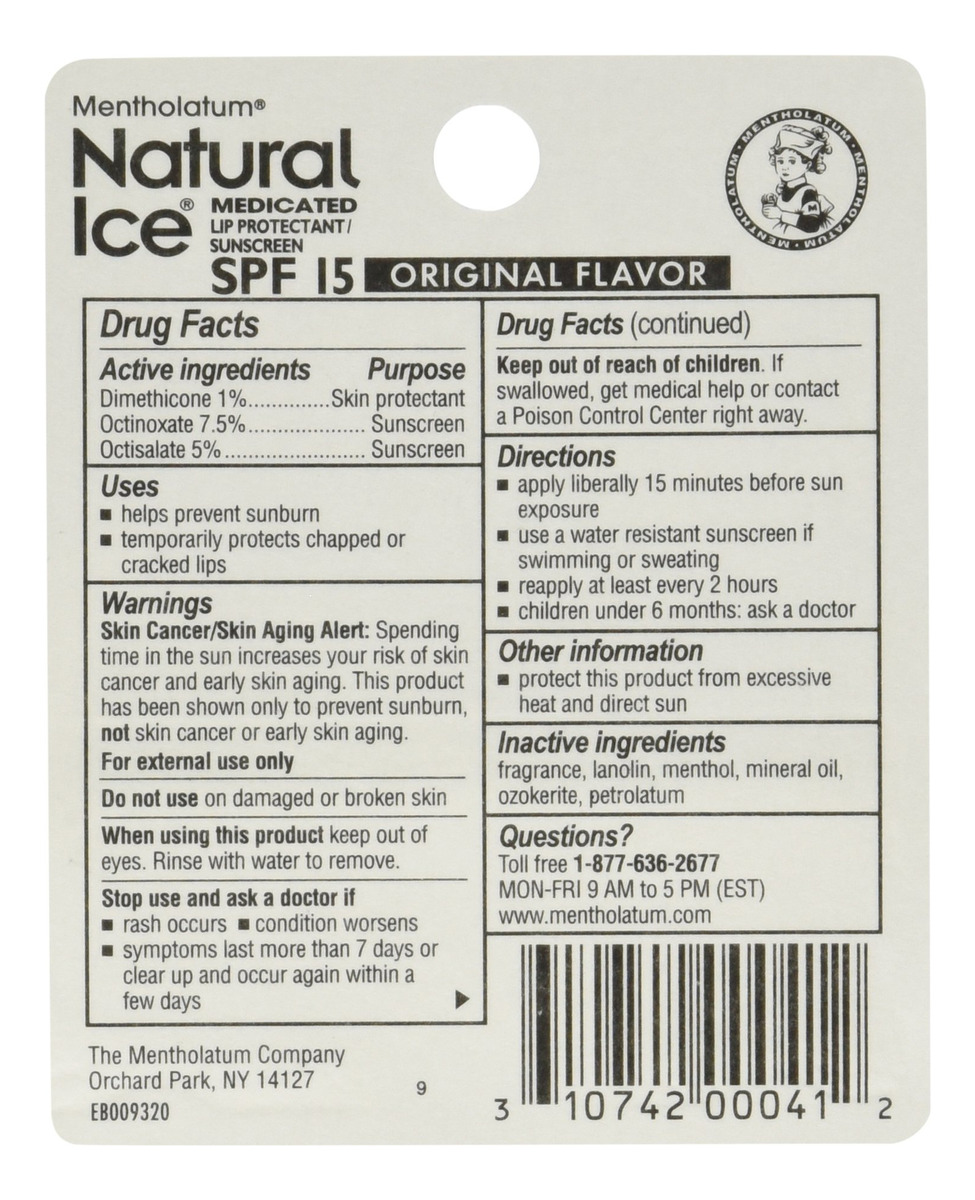 Mentholatum®
Natural
Ice® MEDICATED
LIP PROTECTANT/
SUNSCREEN
SPF 15 ORIGINAL FLAVOR
MENTHOLATUM • MENTHOLATUM • MENTHOLATUM • MENTHOLATUM •
M
Drug Facts
Active ingredients Purpose
Dimethicone 1%..............Skin protectant
Octinoxate 7.5%.................... Sunscreen
Octisalate 5% ........................ Sunscreen
Uses
■ helps prevent sunburn
■ temporarily protects chapped or
cracked lips
Warnings
Skin Cancer/Skin Aging Alert: Spending
time in the sun increases your risk of skin
cancer and early skin aging. This product
has been shown only to prevent sunburn,
not skin cancer or early skin aging.
For external use only
Do not use on damaged or broken skin
When using this product keep out of
eyes. Rinse with water to remove.
Stop use and ask a doctor if
■ rash occurs ■ condition worsens
■ symptoms last more than 7 days or
clear up and occur again within a
few days
Drug Facts (continued)
Keep out of reach of children. If
swallowed, get medical help or contact
a Poison Control Center right away.
Directions
■ apply liberally 15 minutes before sun
exposure
■ use a water resistant sunscreen if
swimming or sweating
■ reapply at least every 2 hours
■ children under 6 months: ask a doctor
Other information
■ protect this product from excessive
heat and direct sun
Inactive ingredients
fragrance, lanolin, menthol, mineral oil,
ozokerite, petrolatum
Questions?
Toll free 1-877-636-2677
MON-FRI 9 AM to 5 PM (EST)
www.mentholatum.com
The Mentholatum Company
Orchard Park, NY 14127
9
EB009320
3 10742 00041 2